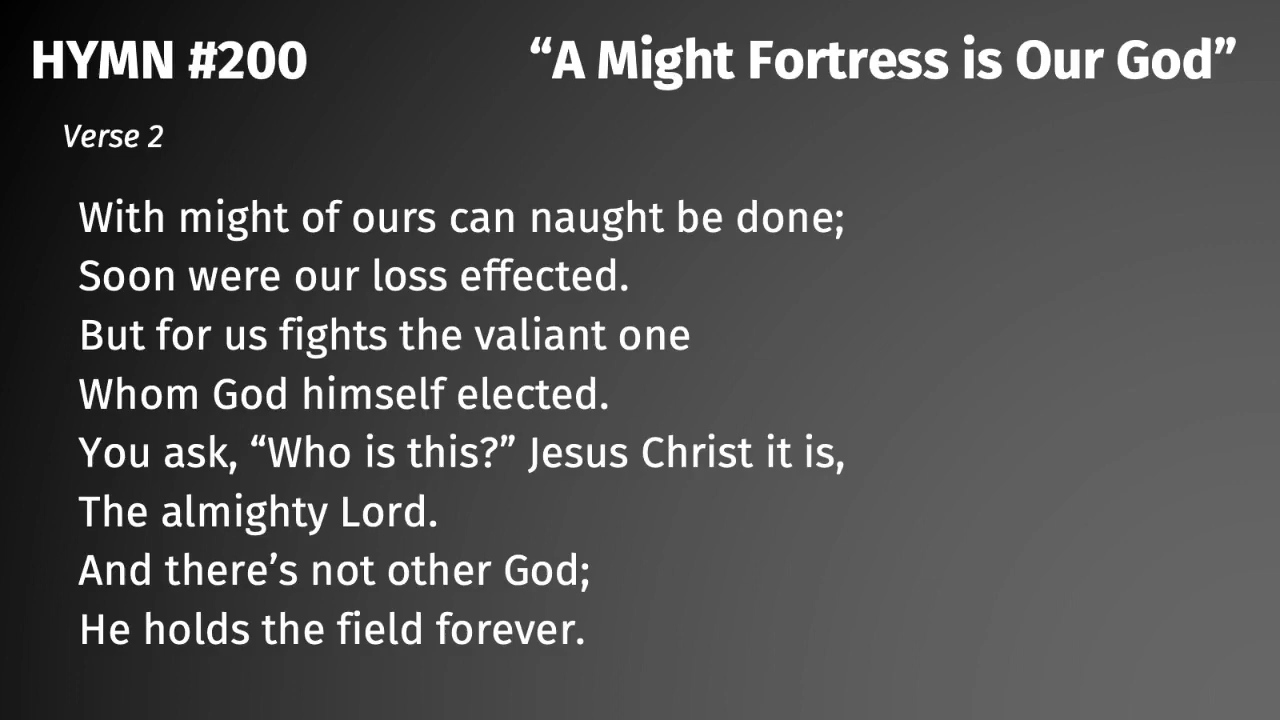 HYMN #200 “A Might Fortress is Our God”
Verse 2
With might of ours can naught be done;
Soon were our loss effected.
But for us fights the valiant one
Whom God himself elected.
You ask, “Who is this?” Jesus Christ it is,
The almighty Lord.
And there’s not other God;
He holds the field forever.